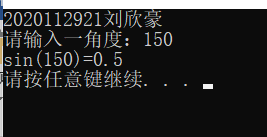 2020112921刘欣豪
请输入一角度：150
sin(150)=0.5
请按任意键继续. . .